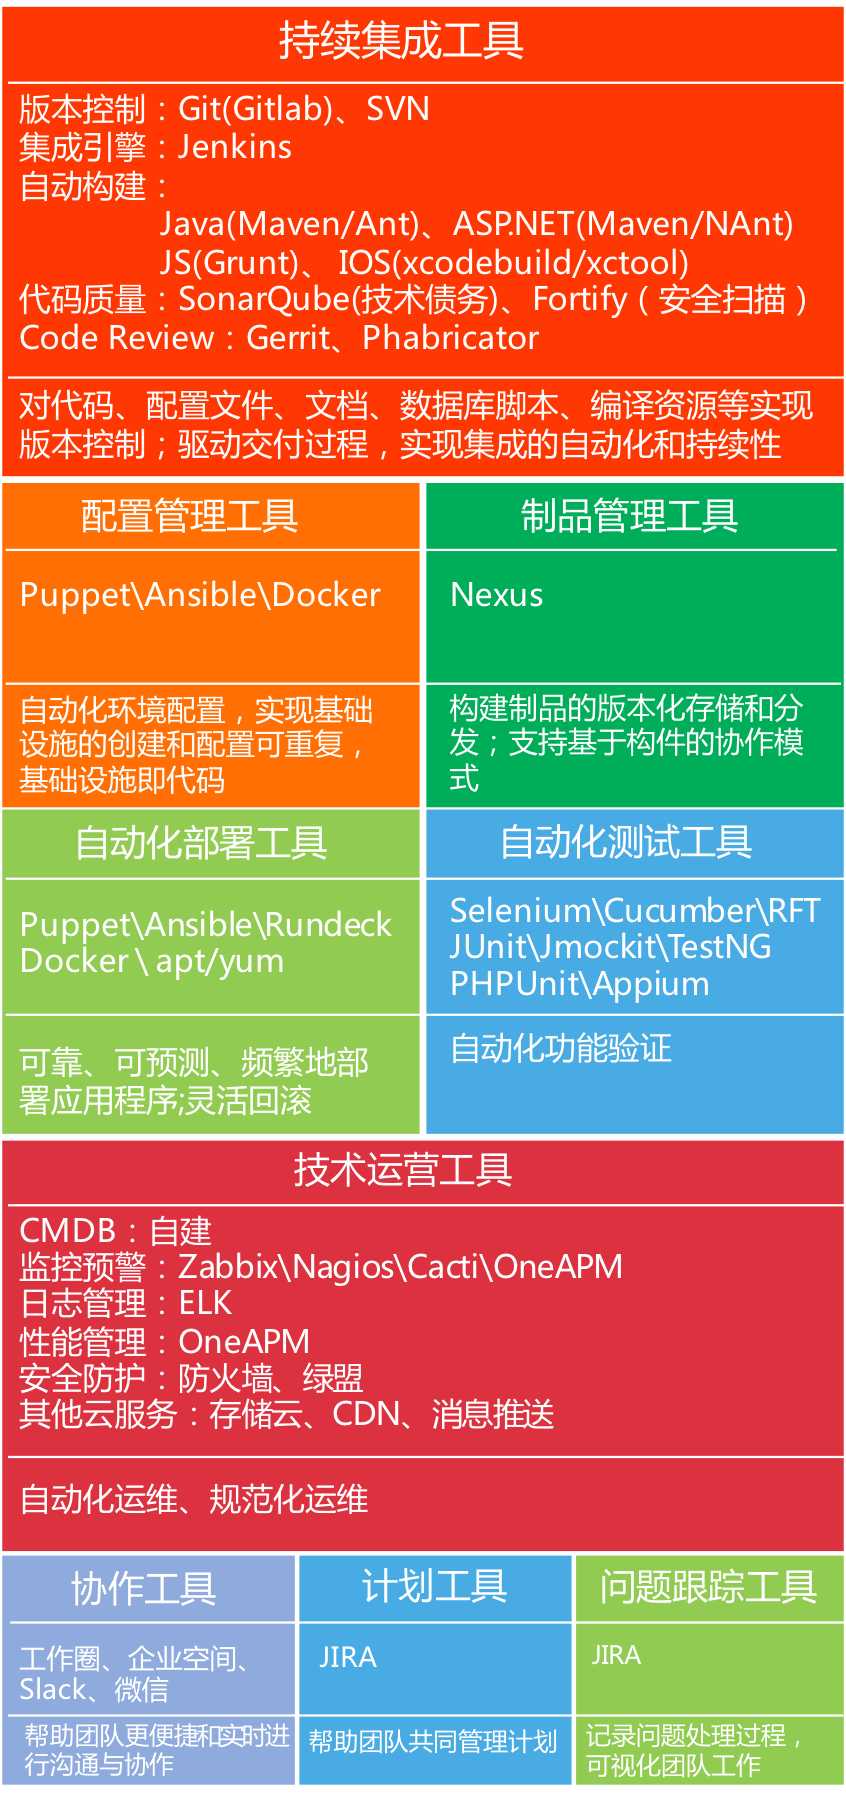 持续集成工具
版本控制：Git(Gitlab)、SVN
集成引擎：Jenkins
自动构建：
Java(Maven/Ant)、ASP.NET(Maven/NAnt)
JS(Grunt)、IOS(xcodebuild/xctool)
代码质量：SonarQube(技术债务)、Fortify（安全扫描）
Code Review：Gerrit、Phabricator
对代码、配置文件、文档、数据库脚本、编译资源等实现
版本控制；驱动交付过程，实现集成的自动化和持续性
配置管理工具
Puppet\Ansible\Docker
自动化环境配置，实现基础
设施的创建和配置可重复，
基础设施即代码
制品管理工具
Nexus
构建制品的版本化存储和分
发；支持基于构件的协作模
式
自动化部署工具
Puppet\Ansible\Rundeck
Docker \ apt/yum
可靠、可预测、频繁地部
署应用程序;灵活回滚
自动化测试工具
Selenium\Cucumber\RFT
JUnit\Jmockit\TestNG
PHPUnit\Appium
自动化功能验证
技术运营工具
CMDB：自建
监控预警：Zabbix\Nagios\Cacti\OneAPM
日志管理：ELK
性能管理：OneAPM
安全防护：防火墙、绿盟
其他云服务：存储云、CDN、消息推送
自动化运维、规范化运维
协作工具
工作圈、企业空间、
Slack、微信
帮助团队更便捷和实时进
行沟通与协作
计划工具
JIRA
帮助团队共同管理计划
问题跟踪工具
JIRA
记录问题处理过程，
可视化团队工作